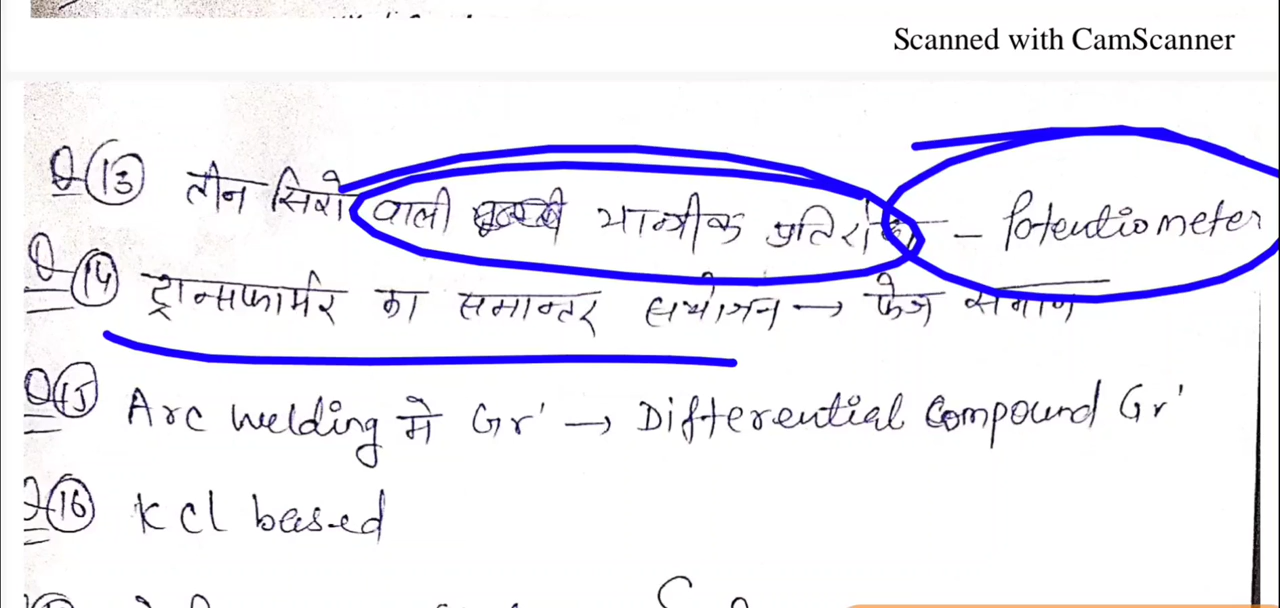 Scanned with CamScanner
Q (13) तीन सिरो वाली यान्त्रीक प्रतिरोध - Potentiometer
Q (14) ट्रान्सफार्मर का समान्तर संयोजन → फेज समान
Q (15) Arc welding मे Gr' → Differential Compound Gr'
Q (16) KCl based